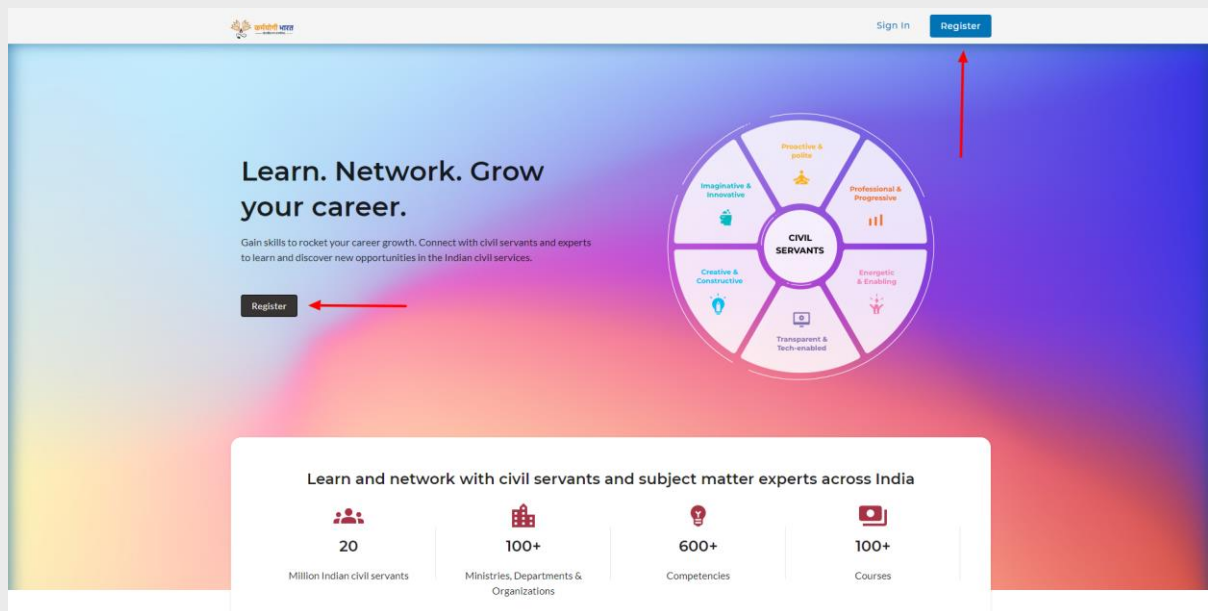 कर्मयोगी भारत
Sign In
Register
Learn. Network. Grow
your career.
Gain skills to rocket your career growth. Connect with civil servants and experts
to learn and discover new opportunities in the Indian civil services.
Register
Proactive &
polite
Professional &
Progressive
Energetic
& Enabling
Transparent &
Tech-enabled
Creative &
Constructive
Imaginative &
Innovative
CIVIL
SERVANTS
Learn and network with civil servants and subject matter experts across India
20
Million Indian civil servants
100+
Ministries, Departments &
Organizations
600+
Competencies
100+
Courses